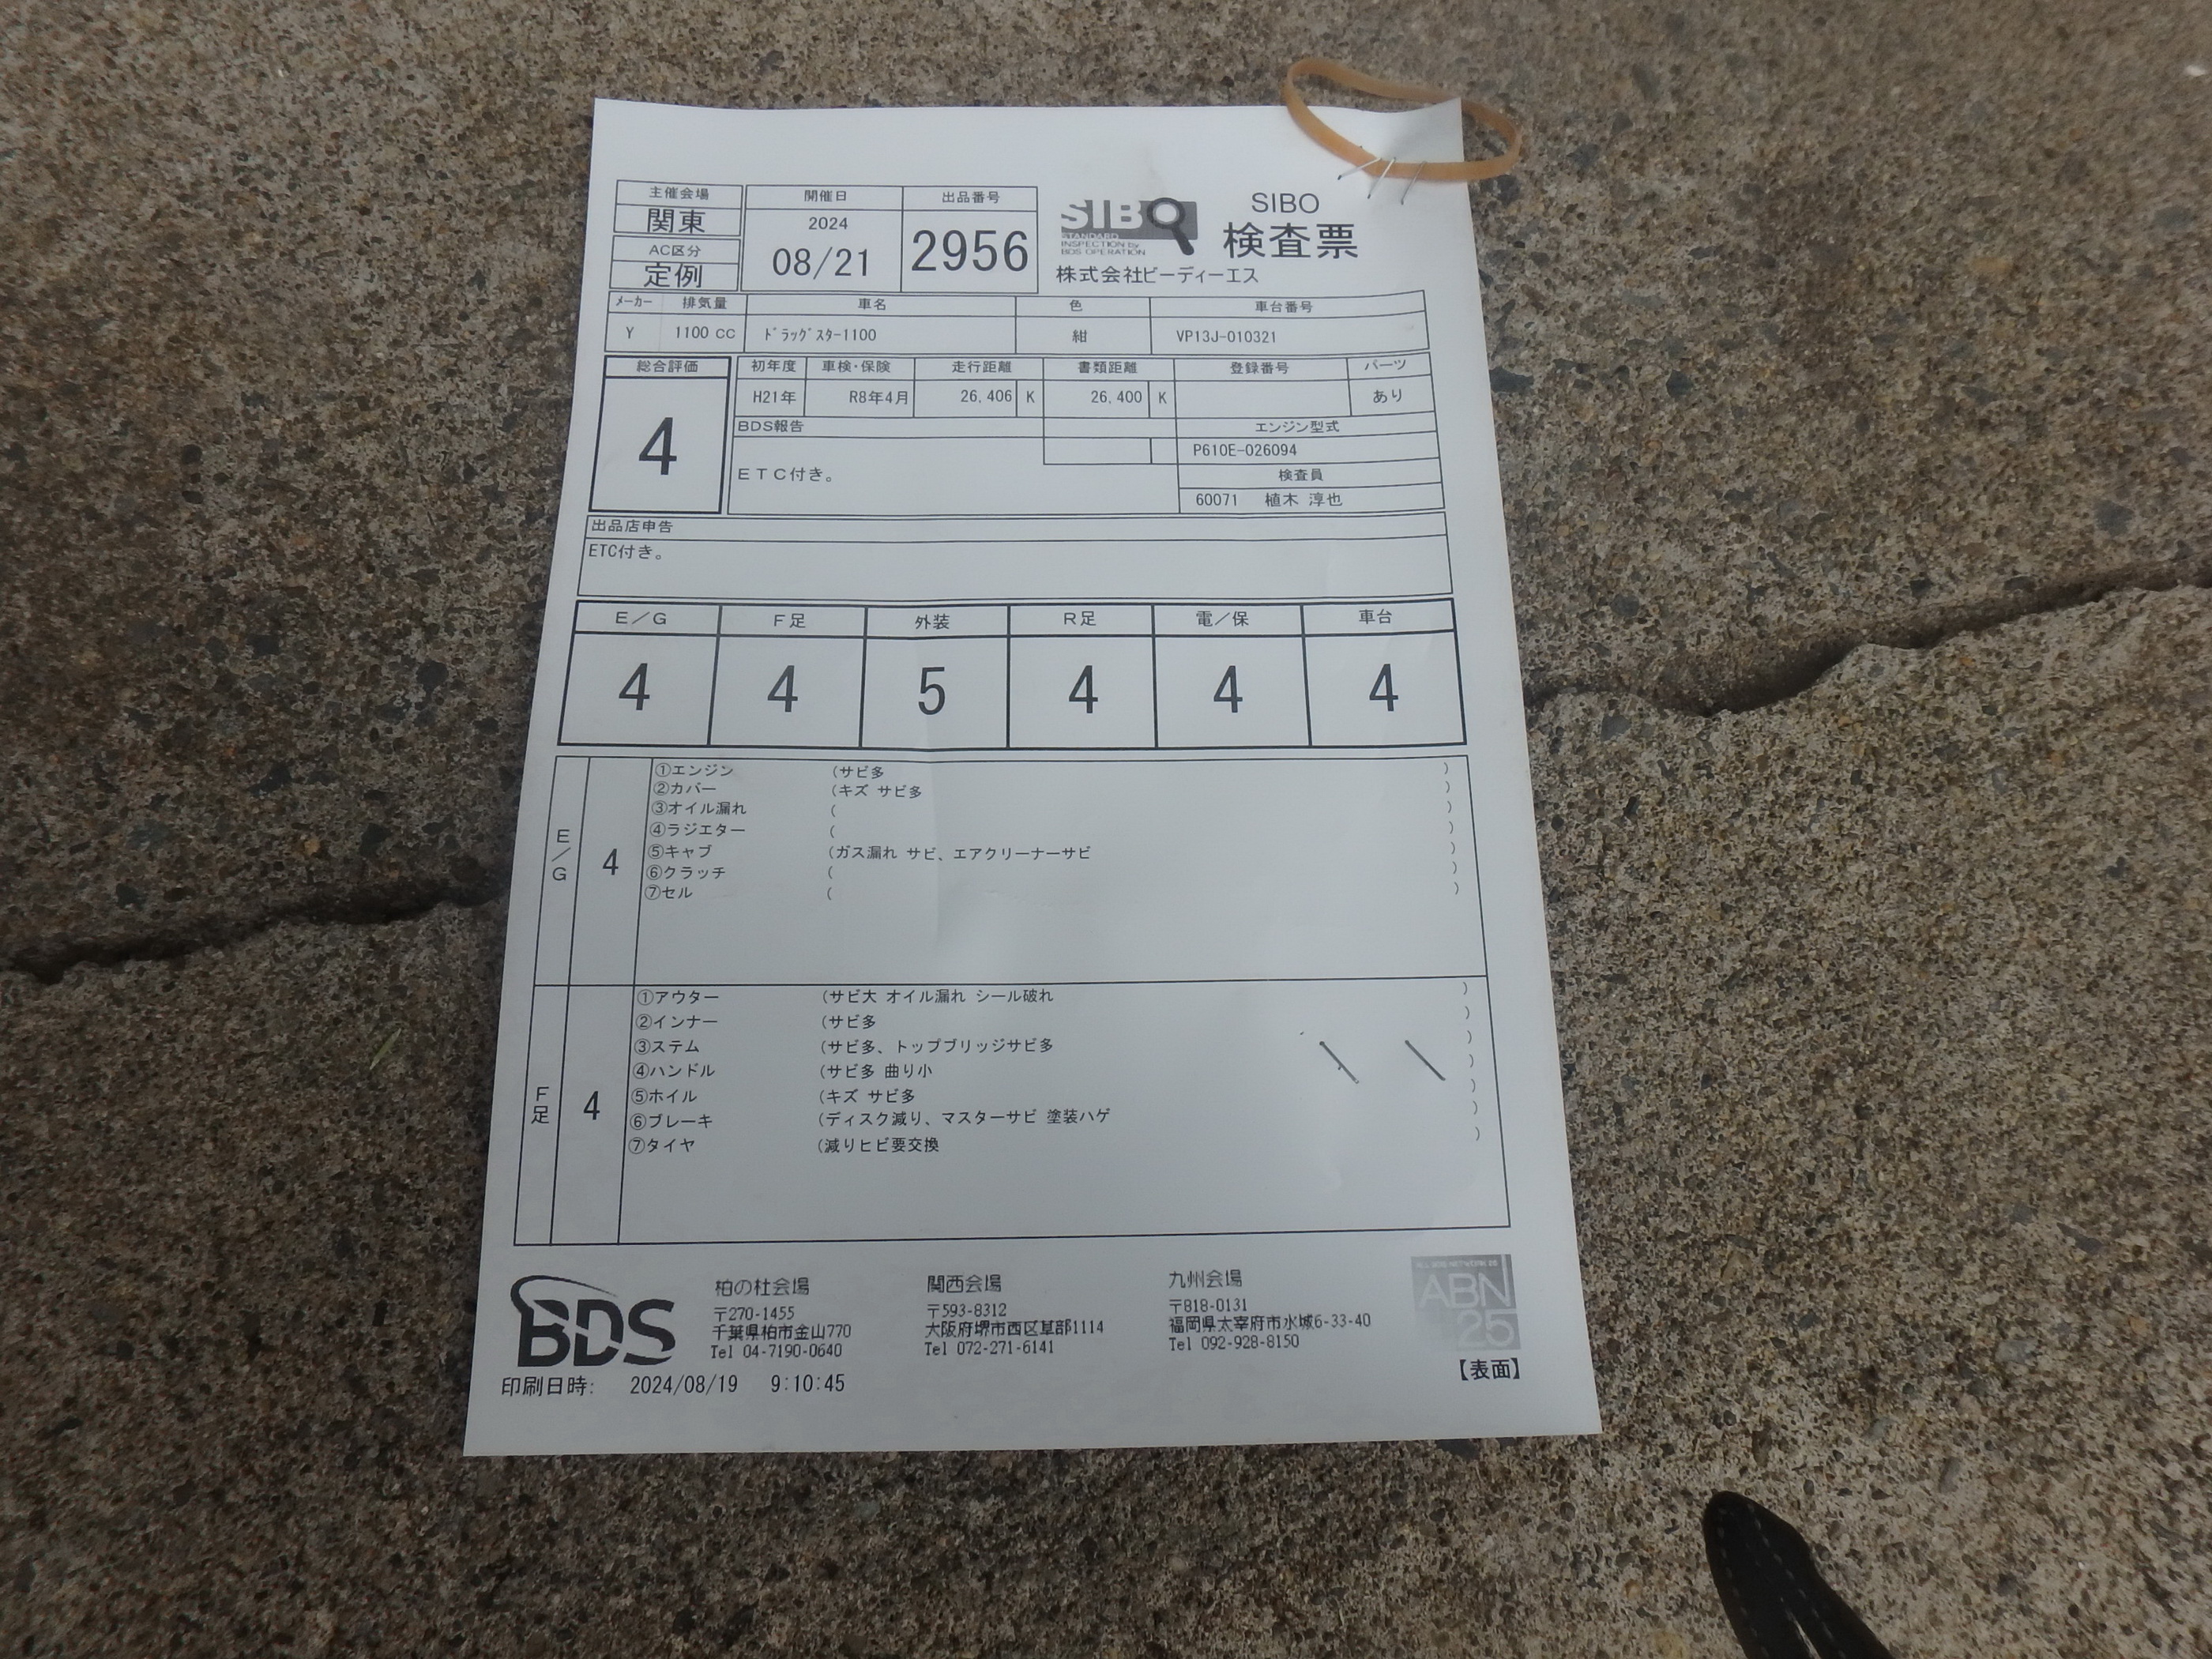 主催会場
関東
AC区分
定例
開催日
2024
08/21
出品番号
2956
SIBO
STANDARD
INSPECTION by
BDS OPERATION
SIBO
検査票
株式会社ビーディーエス
メーカー 排気量 車名 色 車台番号
Y 1100 CC ﾄﾞﾗｯｸﾞｽﾀｰ1100 紺 VP13J-010321
総合評価
4
初年度 車検・保険 走行距離 書類距離 登録番号 パーツ
H21年 R8年4月 26,406 K 26,400 K あり
BDS報告 エンジン型式
P610E-026094
ETC付き。
検査員
60071 植木 淳也
出品店申告
ETC付き。
E/G F足 外装 R足 電/保 車台
4 4 5 4 4 4
E/G
4
①エンジン (サビ多 )
②カバー (キズ サビ多 )
③オイル漏れ ( )
④ラジエター ( )
⑤キャブ (ガス漏れ サビ、エアクリーナーサビ )
⑥クラッチ ( )
⑦セル ( )
F足
4
①アウター (サビ大 オイル漏れ シール破れ )
②インナー (サビ多 )
③ステム (サビ多、トップブリッジサビ多 )
④ハンドル (サビ多 曲り小 )
⑤ホイル (キズ サビ多 )
⑥ブレーキ (ディスク減り、マスターサビ 塗装ハゲ )
⑦タイヤ (減りヒビ要交換 )
BDS
柏の杜会場
〒270-1455
千葉県柏市金山770
Tel 04-7190-0640
関西会場
〒593-8312
大阪府堺市西区草部1114
Tel 072-271-6141
九州会場
〒818-0131
福岡県太宰府市水城6-33-40
Tel 092-928-8150
ABN
25
【表面】
印刷日時: 2024/08/19 9:10:45